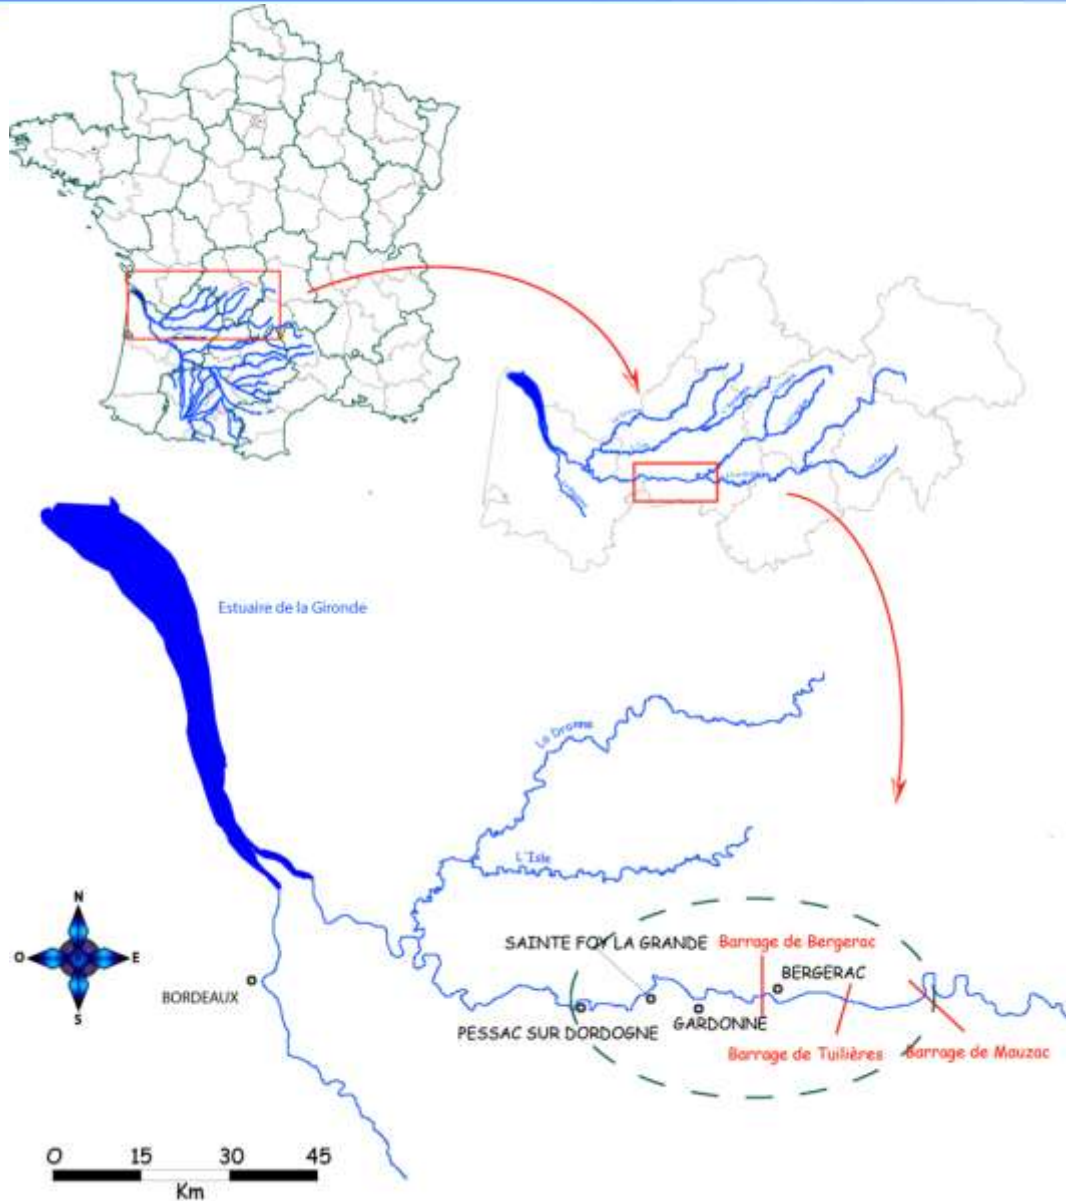 Estuaire de la Gironde
La Dronne
L'Isle
N
O
E
S
SAINTE FOY LA GRANDE
Barrage de Bergerac
BERGERAC
BORDEAUX
PESSAC SUR DORDOGNE
GARDONNE
Barrage de Tuilières
Barrage de Mauzac
0 15 30 45
Km